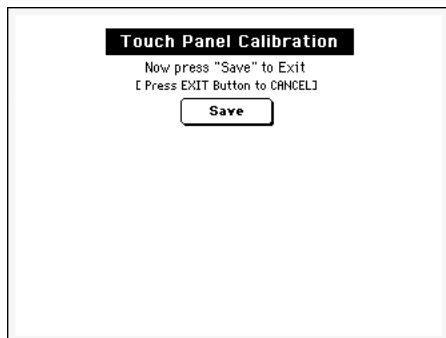 Touch Panel Calibration
Now press "Save" to Exit
[ Press EXIT Button to CANCEL]
Save